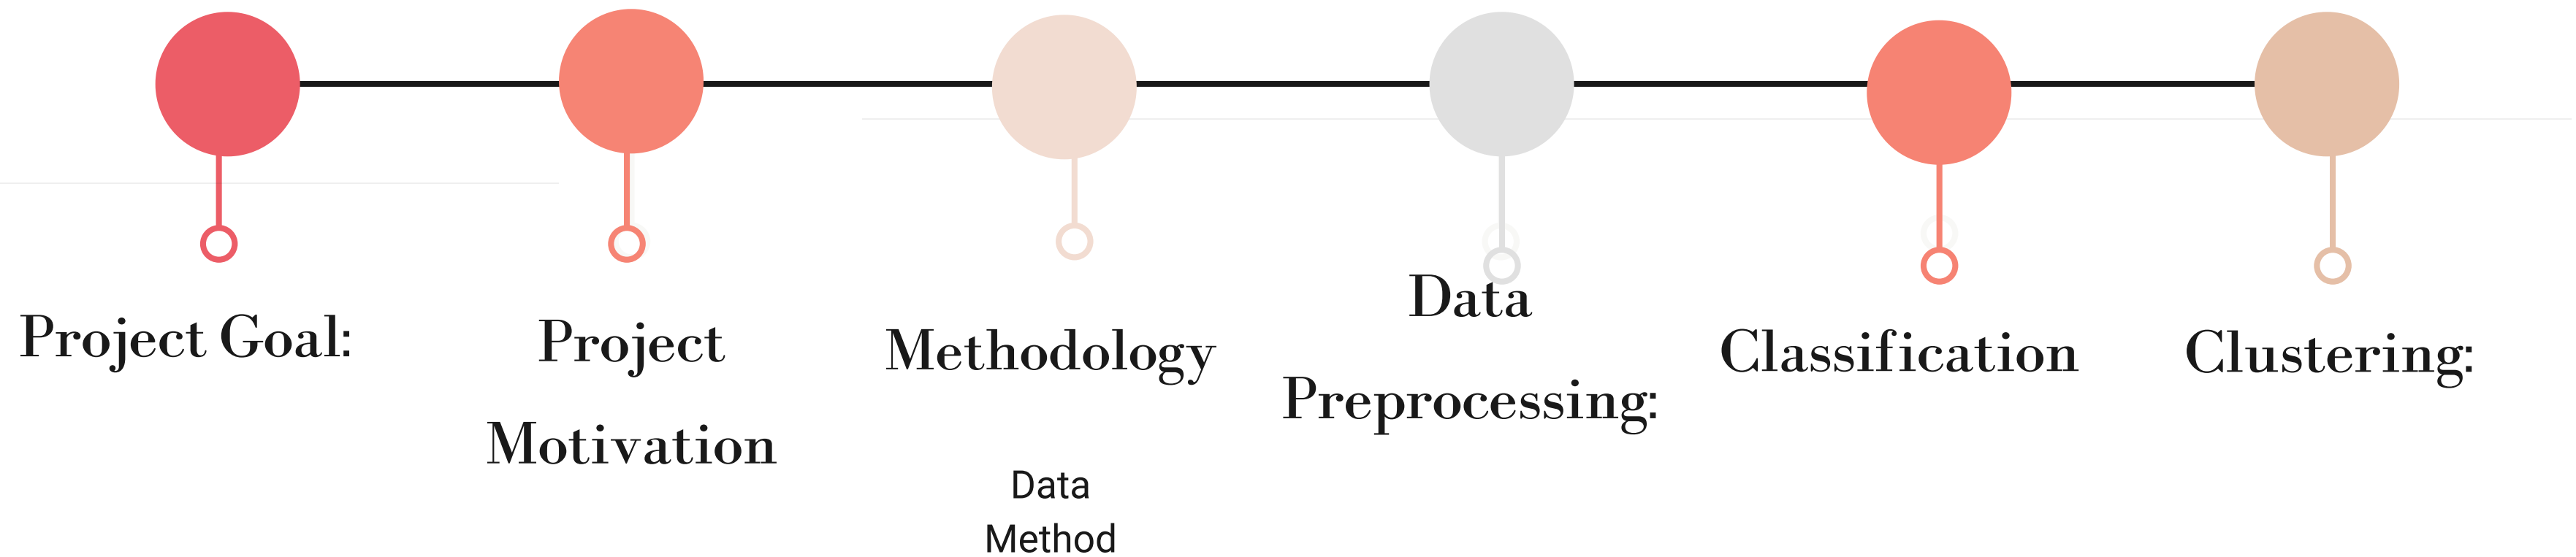 Project Goal:
Project
Motivation
Methodology
Data
Method
Data
Preprocessing:
Classification
Clustering: